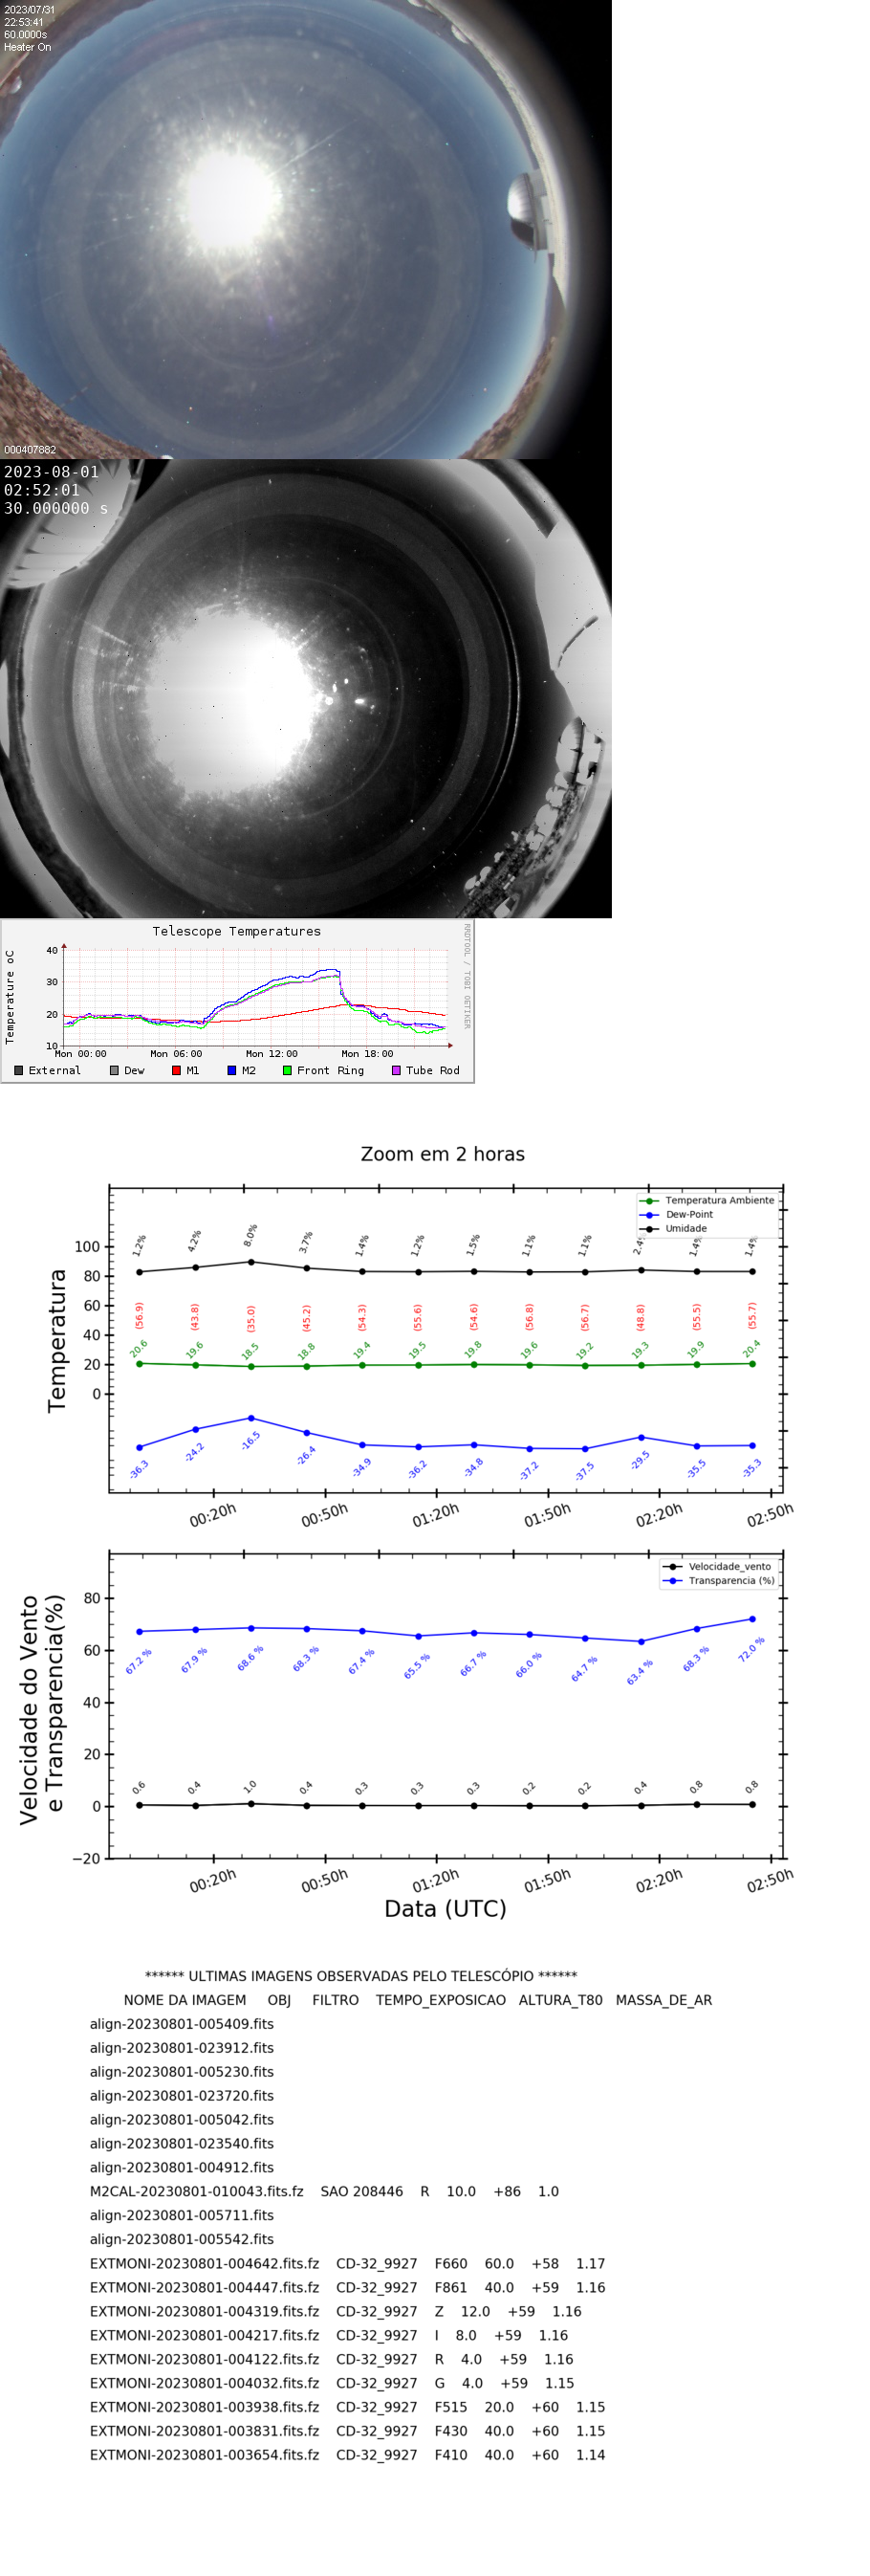 2023/07/31
22:53:41
60.0000s
Heater On
000407882
2023-08-01
02:52:01
30.000000 s
Telescope Temperatures
RRDTOOL / TOBI OETIKER
Temperature oC
40
30
20
10
Mon 00:00 Mon 06:00 Mon 12:00 Mon 18:00
External Dew M1 M2 Front Ring Tube Rod
Zoom em 2 horas
Temperatura Ambiente
Dew-Point
Umidade
Temperatura
100
80
60
40
20
0
1.2% 4.2% 8.0% 3.7% 1.4% 1.2% 1.5% 1.1% 1.1% 2.4% 1.4% 1.4%
(56.9) (43.8) (35.0) (45.2) (54.3) (55.6) (54.6) (56.8) (56.7) (48.8) (55.5) (55.7)
20.6 19.6 18.5 18.8 19.4 19.5 19.8 19.6 19.2 19.3 19.9 20.4
-36.3 -24.2 -16.5 -26.4 -34.9 -36.2 -34.8 -37.2 -37.5 -29.5 -35.5 -35.3
00:20h 00:50h 01:20h 01:50h 02:20h 02:50h
Velocidade_vento
Transparencia (%)
Velocidade do Vento
e Transparencia(%)
80
60
40
20
0
−20
67.2 % 67.9 % 68.6 % 68.3 % 67.4 % 65.5 % 66.7 % 66.0 % 64.7 % 63.4 % 68.3 % 72.0 %
0.6 0.4 1.0 0.4 0.3 0.3 0.3 0.2 0.2 0.4 0.8 0.8
00:20h 00:50h 01:20h 01:50h 02:20h 02:50h
Data (UTC)
****** ULTIMAS IMAGENS OBSERVADAS PELO TELESCÓPIO ******
NOME DA IMAGEM OBJ FILTRO TEMPO_EXPOSICAO ALTURA_T80 MASSA_DE_AR
align-20230801-005409.fits
align-20230801-023912.fits
align-20230801-005230.fits
align-20230801-023720.fits
align-20230801-005042.fits
align-20230801-023540.fits
align-20230801-004912.fits
M2CAL-20230801-010043.fits.fz SAO 208446 R 10.0 +86 1.0
align-20230801-005711.fits
align-20230801-005542.fits
EXTMONI-20230801-004642.fits.fz CD-32_9927 F660 60.0 +58 1.17
EXTMONI-20230801-004447.fits.fz CD-32_9927 F861 40.0 +59 1.16
EXTMONI-20230801-004319.fits.fz CD-32_9927 Z 12.0 +59 1.16
EXTMONI-20230801-004217.fits.fz CD-32_9927 I 8.0 +59 1.16
EXTMONI-20230801-004122.fits.fz CD-32_9927 R 4.0 +59 1.16
EXTMONI-20230801-004032.fits.fz CD-32_9927 G 4.0 +59 1.15
EXTMONI-20230801-003938.fits.fz CD-32_9927 F515 20.0 +60 1.15
EXTMONI-20230801-003831.fits.fz CD-32_9927 F430 40.0 +60 1.15
EXTMONI-20230801-003654.fits.fz CD-32_9927 F410 40.0 +60 1.14